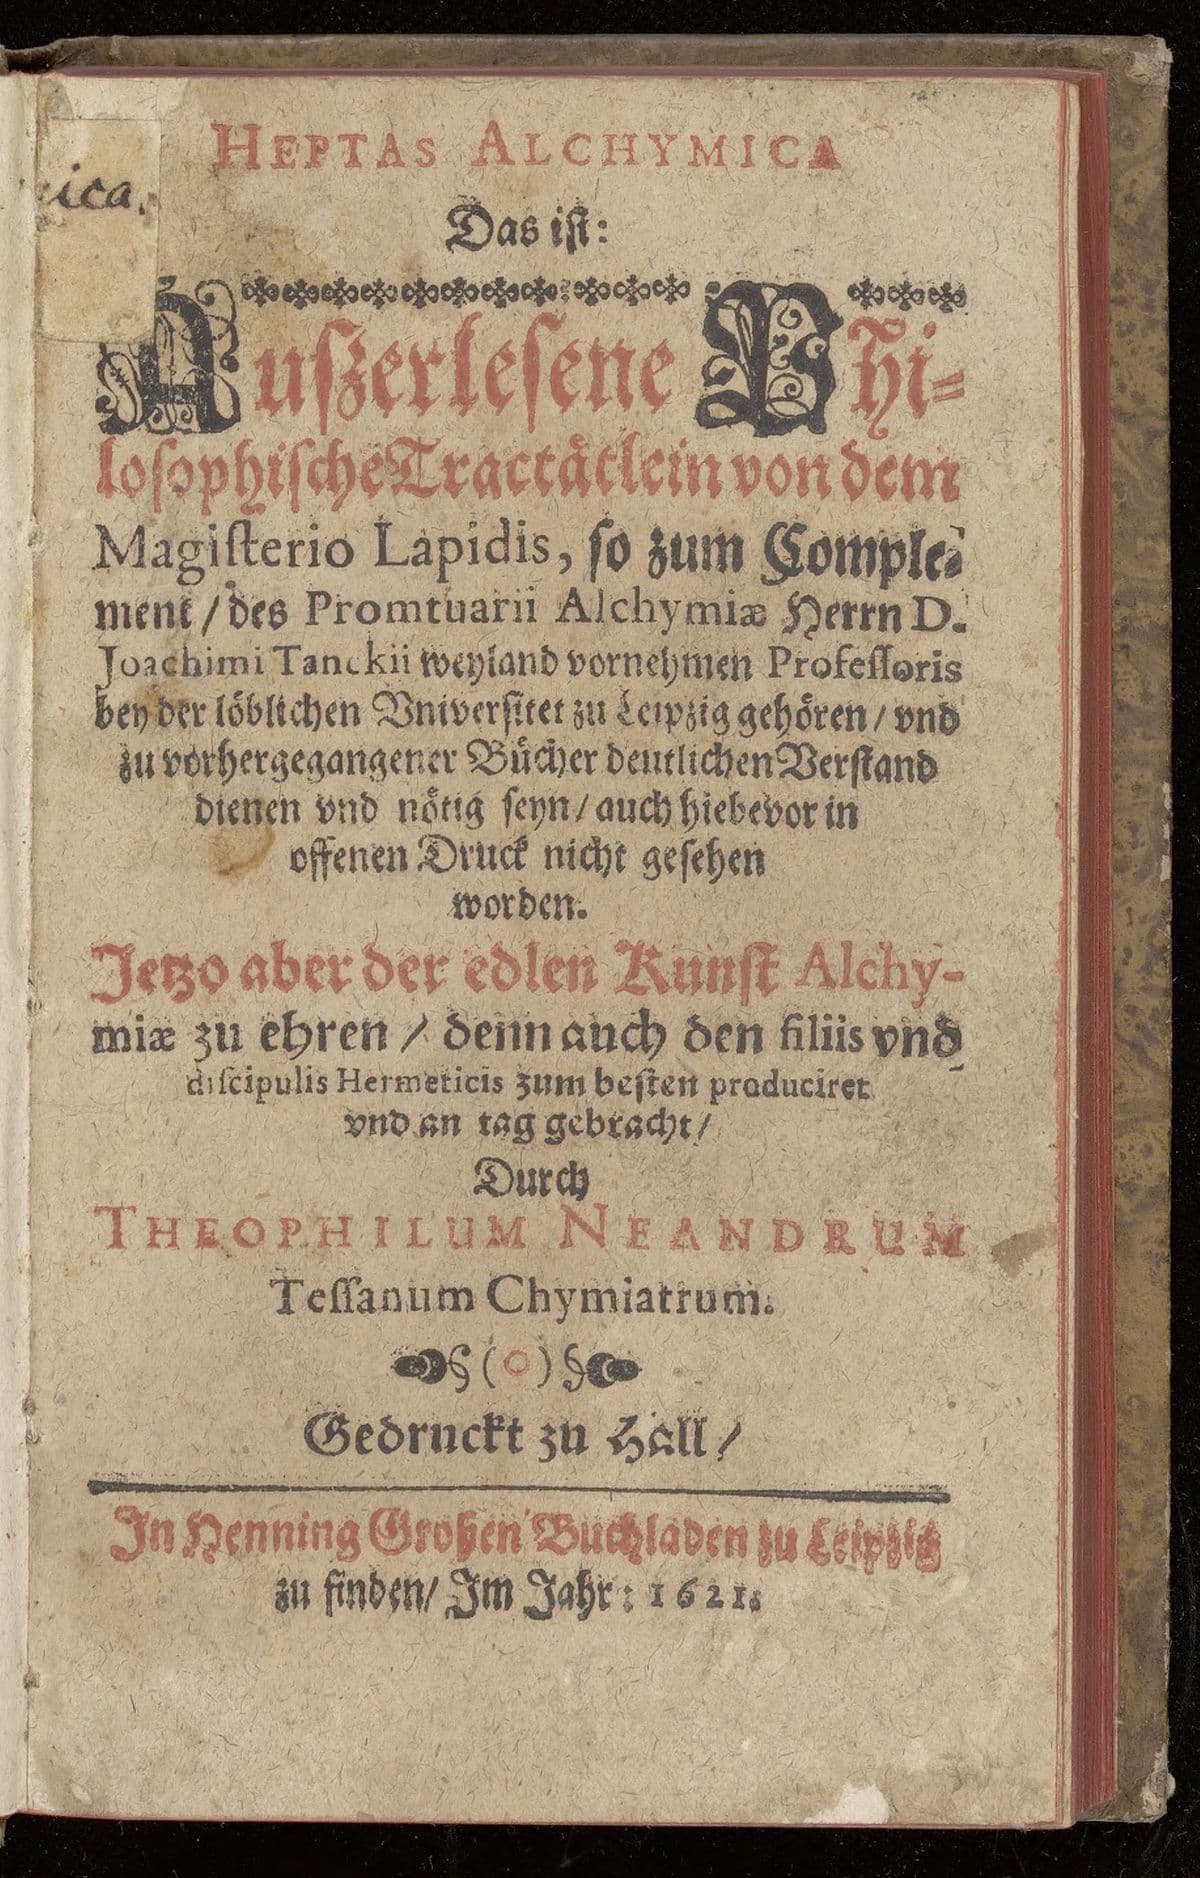 HEPTAS ALCHYMICA
ica.
Das ist:
Auszerlesene Phi-
losophische Tractätlein von dem
Magisterio Lapidis, so zum Comple-
ment / des Promtuarii Alchymiæ Herrn D.
Joachimi Tanckii weyland vornehmen Professoris
bey der löblichen Vniversitet zu Leipzig gehören / vnd
zu vorhergegangener Bücher deutlichen Verstand
dienen vnd nötig seyn / auch hiebevor in
offenen Druck nicht gesehen
worden.
Jetzo aber der edlen Kunst Alchy-
miæ zu ehren / denn auch den filiis vnd
discipulis Hermeticis zum besten produciret
vnd an tag gebracht /
Durch
THEOPHILUM NEANDRUM
Tessanum Chymiatrum.
§ ( O ) §
Gedruckt zu Hall /
In Henning Großen Buchladen zu Leipzig
zu finden / Im Jahr : 1621.